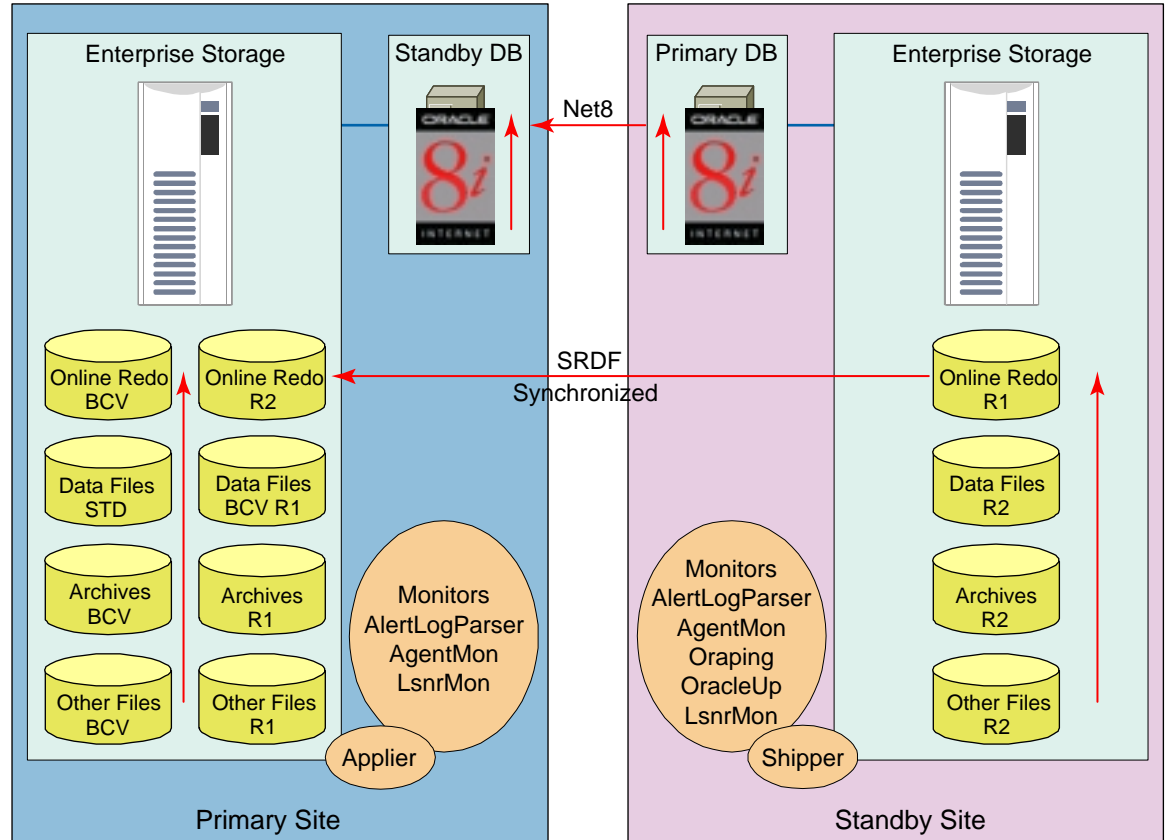 Enterprise Storage
Standby DB
ORACLE
8i
INTERNET
Net8
Primary DB
ORACLE
8i
INTERNET
Enterprise Storage
SRDF
Synchronized
Online Redo
BCV
Online Redo
R2
Data Files
STD
Data Files
BCV R1
Archives
BCV
Archives
R1
Other Files
BCV
Other Files
R1
Monitors
AlertLogParser
AgentMon
LsnrMon
Applier
Primary Site
Monitors
AlertLogParser
AgentMon
Oraping
OracleUp
LsnrMon
Shipper
Online Redo
R1
Data Files
R2
Archives
R2
Other Files
R2
Standby Site